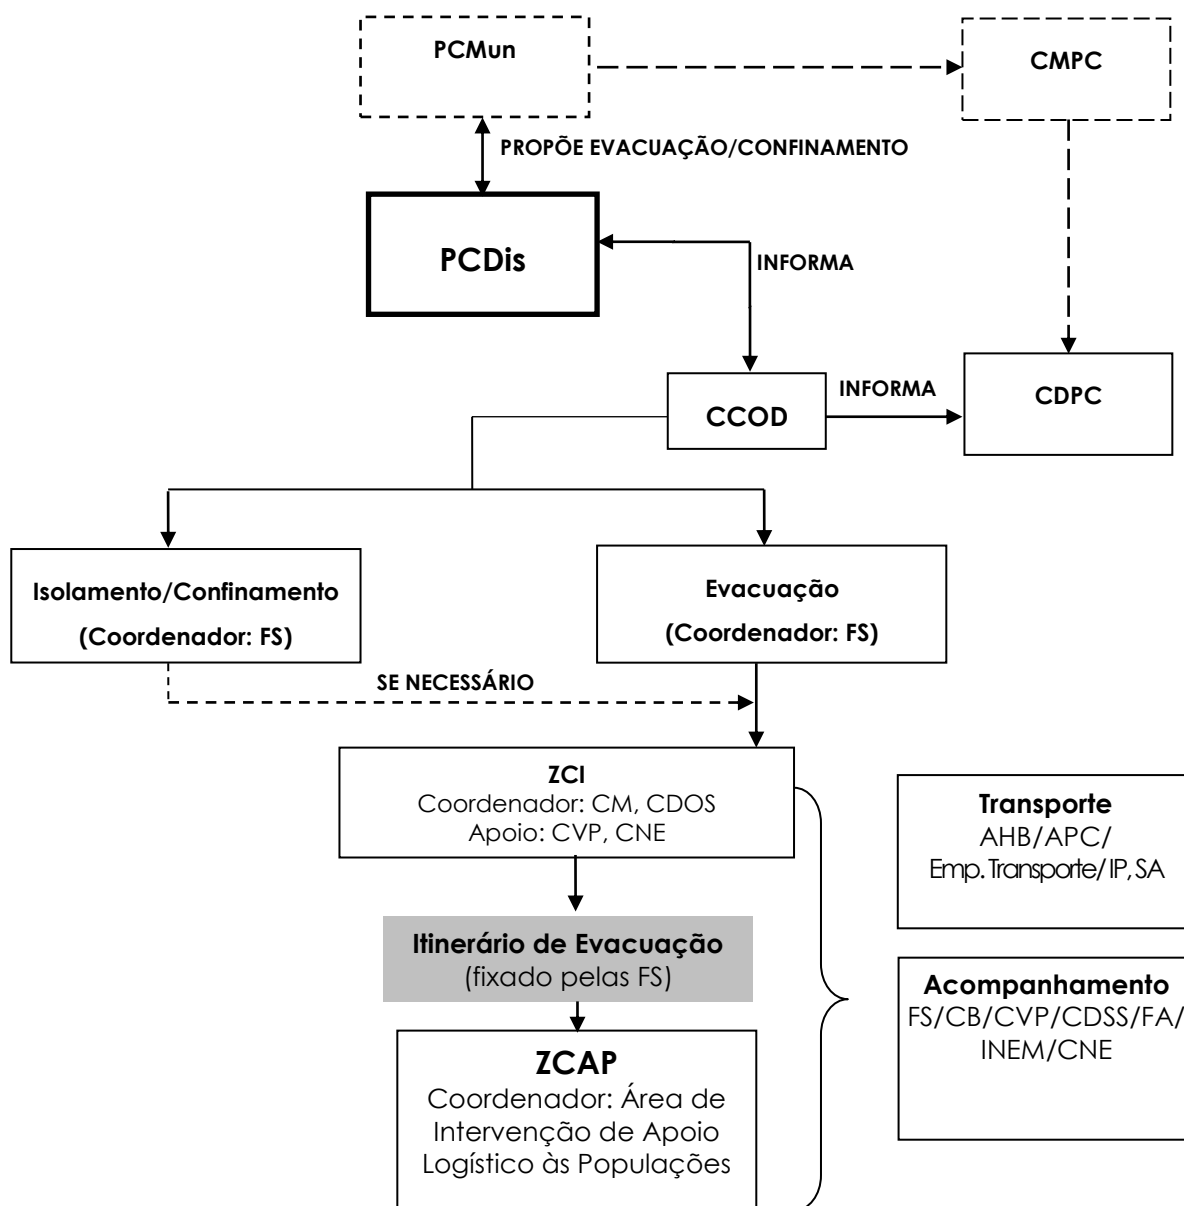 PCMun
CMPC
PROPÕE EVACUAÇÃO/CONFINAMENTO
PCDis
INFORMA
CCOD
INFORMA
CDPC
Isolamento/Confinamento
(Coordenador: FS)
Evacuação
(Coordenador: FS)
SE NECESSÁRIO
ZCI
Coordenador: CM, CDOS
Apoio: CVP, CNE
Itinerário de Evacuação
(fixado pelas FS)
ZCAP
Coordenador: Área de
Intervenção de Apoio
Logístico às Populações
Transporte
AHB/APC/
Emp. Transporte/ IP, SA
Acompanhamento
FS/CB/CVP/CDSS/FA/
INEM/CNE